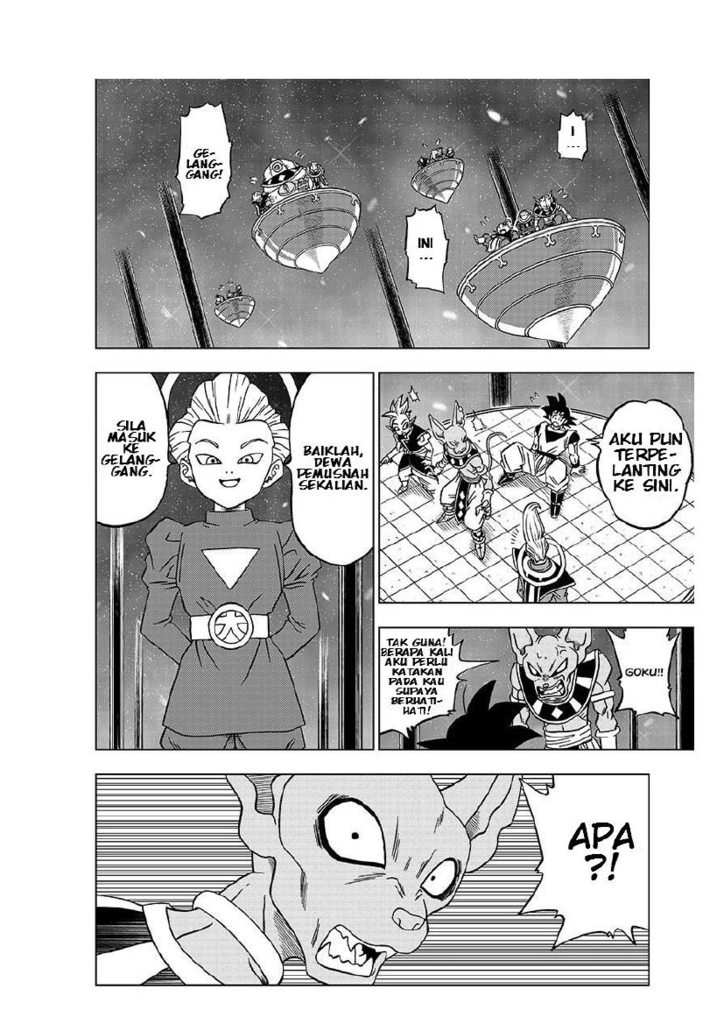 I
...
INI
...
GE-
LANG-
GANG!
AKU PUN
TERPE-
LANTING
KE SINI.
GOKU!!
TAK GUNA!
BERAPA KALI
AKU PERLU
KATAKAN
PADA KAU
SUPAYA
BERHATI-
HATI!
BAIKLAH,
DEWA
PEMUSNAH
SEKALIAN.
SILA
MASUK
KE
GELANG-
GANG.
大
APA
?!